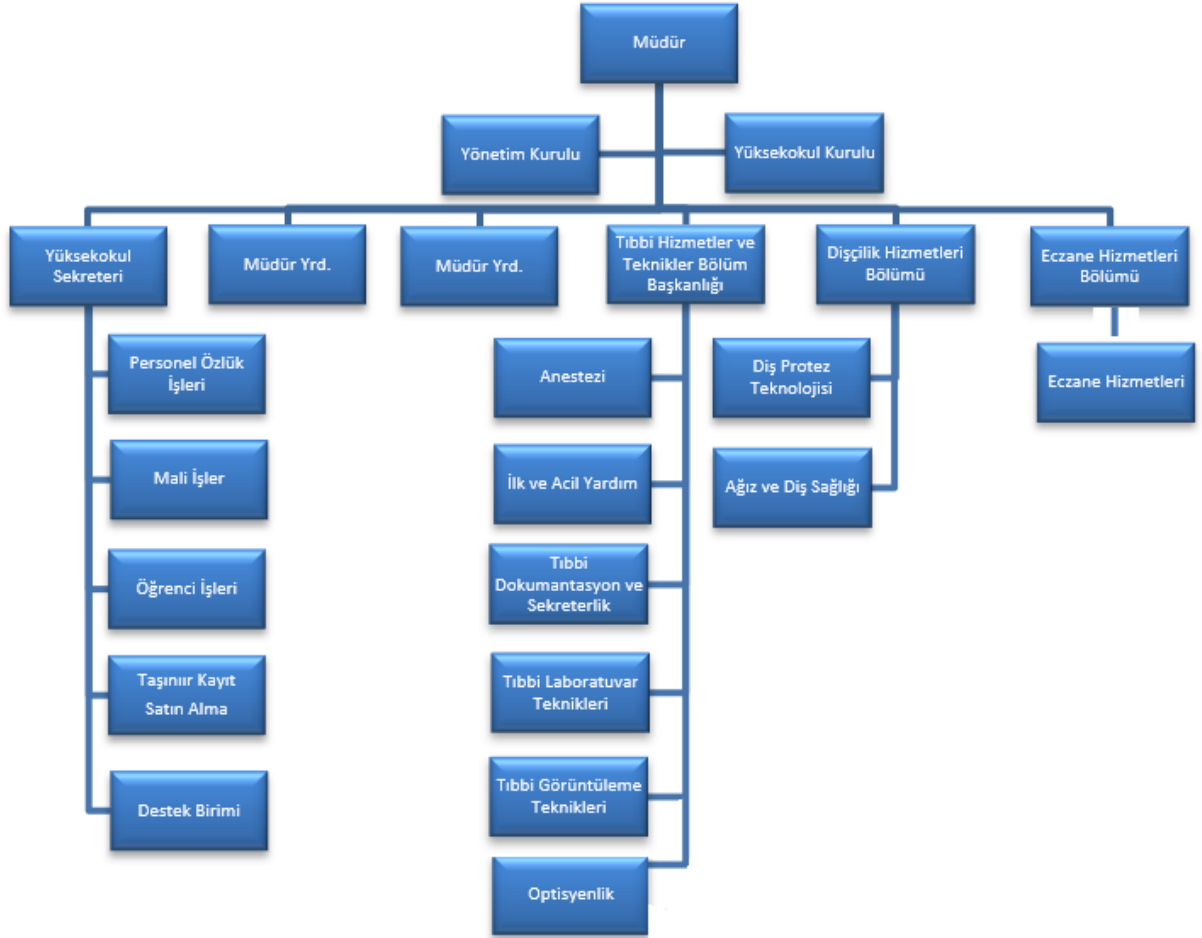 Müdür
Yönetim Kurulu
Yüksekokul Kurulu
Yüksekokul
Sekreteri
Müdür Yrd.
Müdür Yrd.
Tıbbi Hizmetler ve
Teknikler Bölüm
Başkanlığı
Dişçilik Hizmetleri
Bölümü
Eczane Hizmetleri
Bölümü
Personel Özlük
İşleri
Mali İşler
Öğrenci İşleri
Taşınıır Kayıt
Satın Alma
Destek Birimi
Anestezi
İlk ve Acil Yardım
Tıbbi
Dokumantasyon ve
Sekreterlik
Tıbbi Laboratuvar
Teknikleri
Tıbbi Görüntüleme
Teknikleri
Optisyenlik
Diş Protez
Teknolojisi
Ağız ve Diş Sağlığı
Eczane Hizmetleri